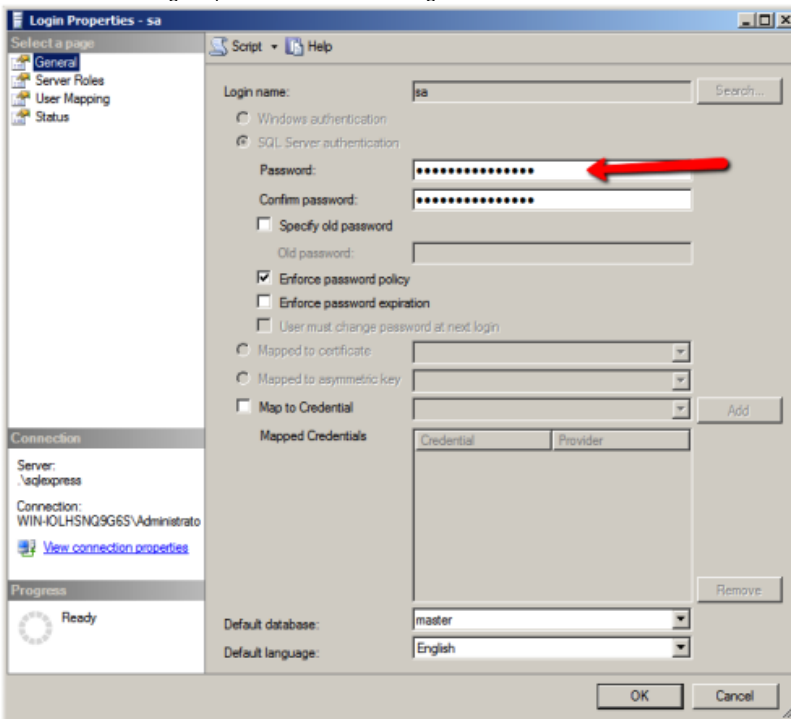 Login Properties - sa
Select a page
General
Server Roles
User Mapping
Status
Script
Help
Login name:
sa
Search...
Windows authentication
SQL Server authentication
Password:
•••••••••••••••
Confirm password:
•••••••••••••••
Specify old password
Old password:
Enforce password policy
Enforce password expiration
User must change password at next login
Mapped to certificate
Mapped to asymmetric key
Map to Credential
Add
Mapped Credentials
Credential Provider
Remove
Default database:
master
Default language:
English
Connection
Server:
.\sqlexpress
Connection:
WIN-IOLHSNQ9G6S\Administrato
View connection properties
Progress
Ready
OK
Cancel